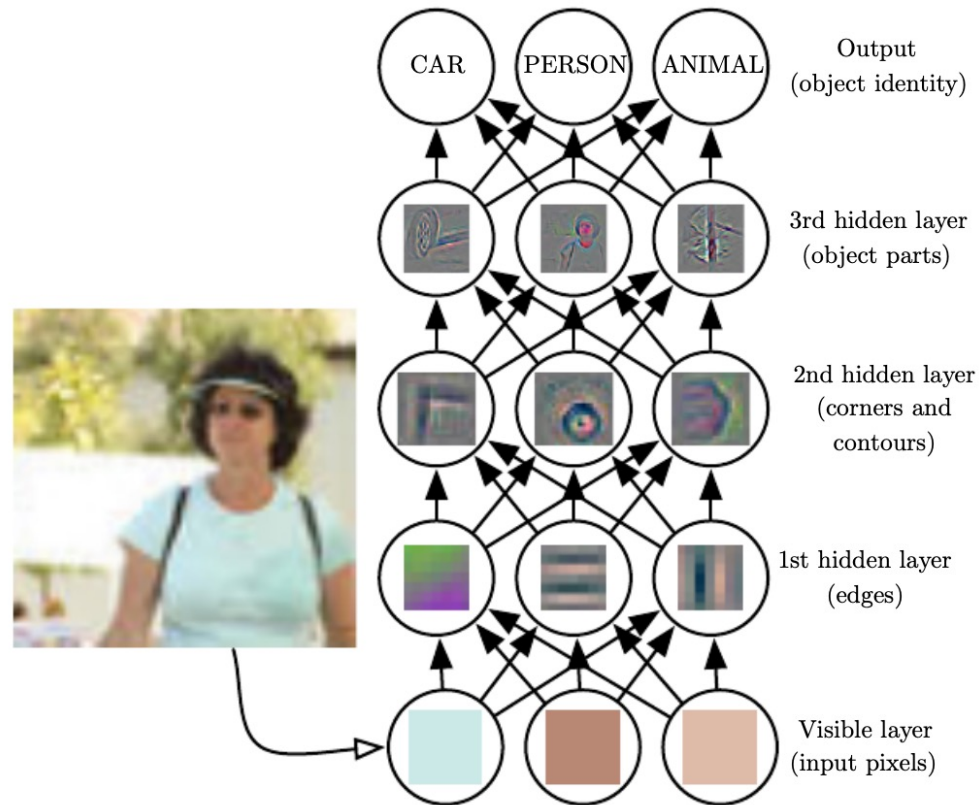 CAR PERSON ANIMAL
Output
(object identity)
3rd hidden layer
(object parts)
2nd hidden layer
(corners and
contours)
1st hidden layer
(edges)
Visible layer
(input pixels)